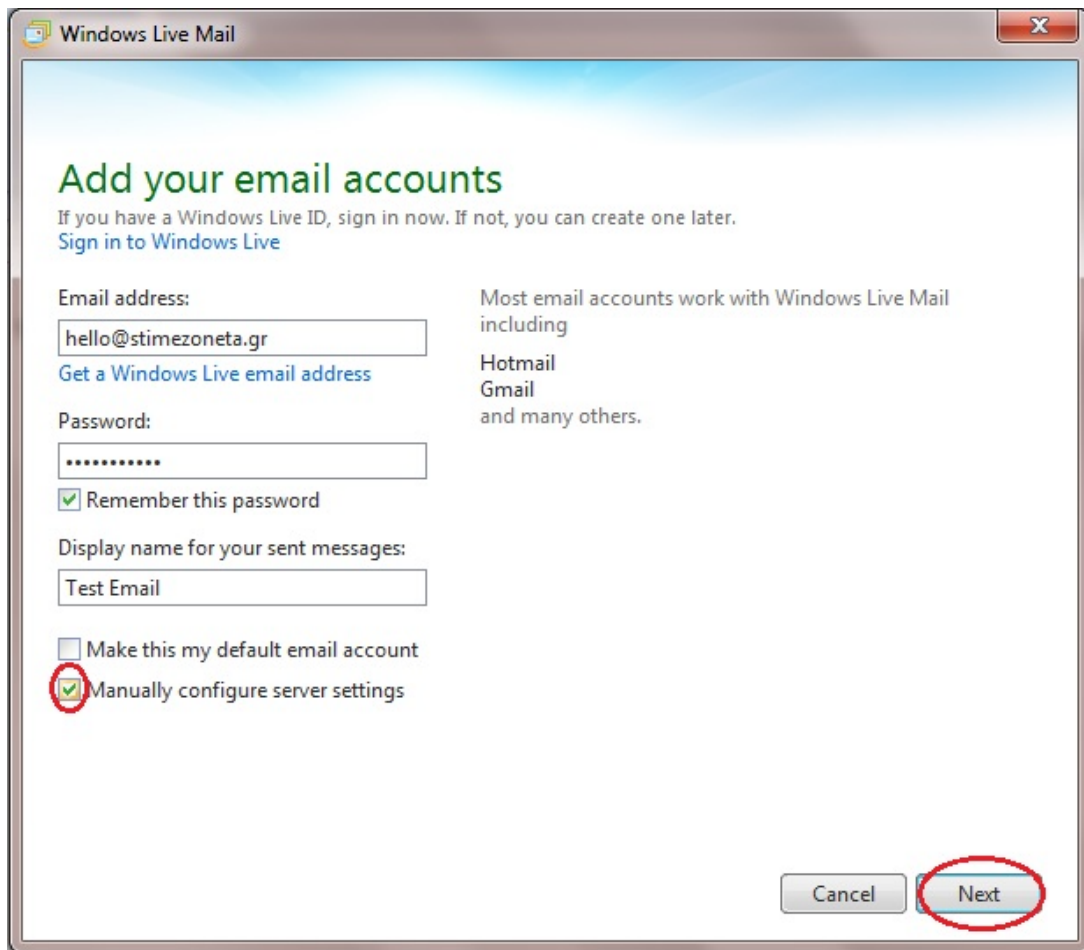 Windows Live Mail
Add your email accounts
If you have a Windows Live ID, sign in now. If not, you can create one later.
Sign in to Windows Live
Email address:
hello@stimezoneta.gr
Get a Windows Live email address
Password:
•••••••••••
Remember this password
Display name for your sent messages:
Test Email
Make this my default email account
Manually configure server settings
Most email accounts work with Windows Live Mail
including
Hotmail
Gmail
and many others.
Cancel
Next